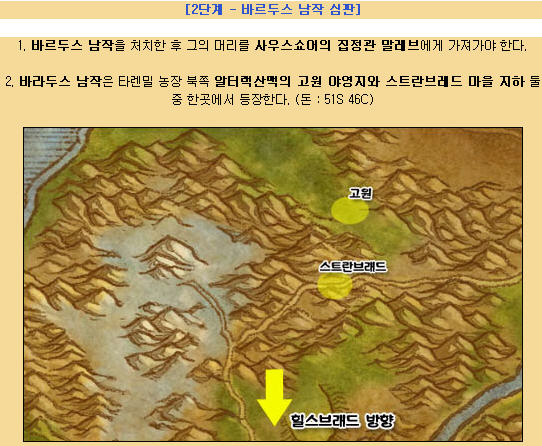 [2단계 - 바르두스 남작 심판]
1. 바르두스 남작을 처치한 후 그의 머리를 사우스쇼어의 집정관 말레브에게 가져가야 한다.
2. 바라두스 남작은 타렌밀 농장 북쪽 알터랙산맥의 고원 야영지와 스트란브래드 마을 지하 둘
중 한곳에서 등장한다. (돈 : 51S 46C)
고원
스트란브래드
힐스브래드 방향